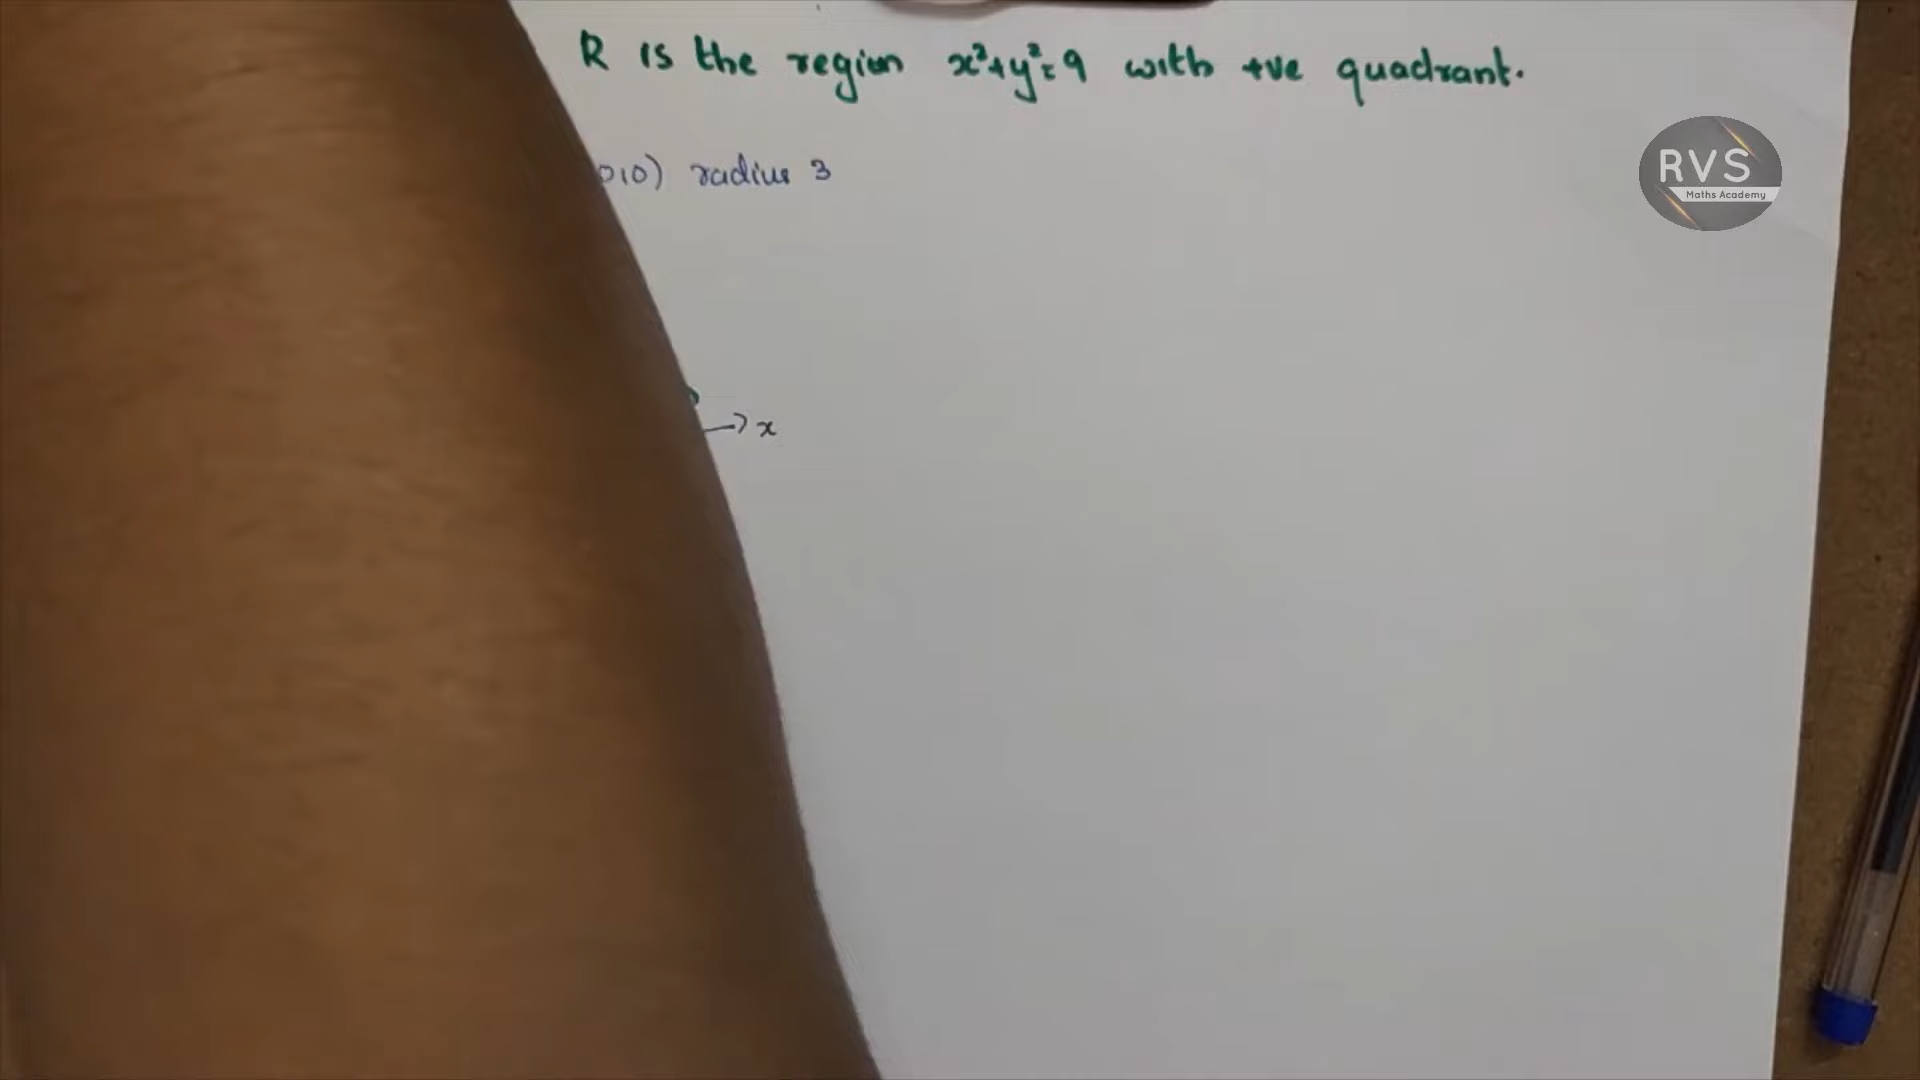 R is the region x²+y²=9 with +ve quadrant.
0,0) radius 3
x
RVS
Maths Academy